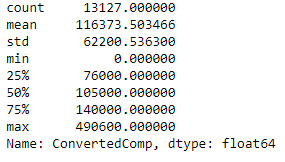 count 13127.000000
mean 116373.503466
std 62200.536300
min 0.000000
25% 76000.000000
50% 105000.000000
75% 140000.000000
max 490600.000000
Name: ConvertedComp, dtype: float64